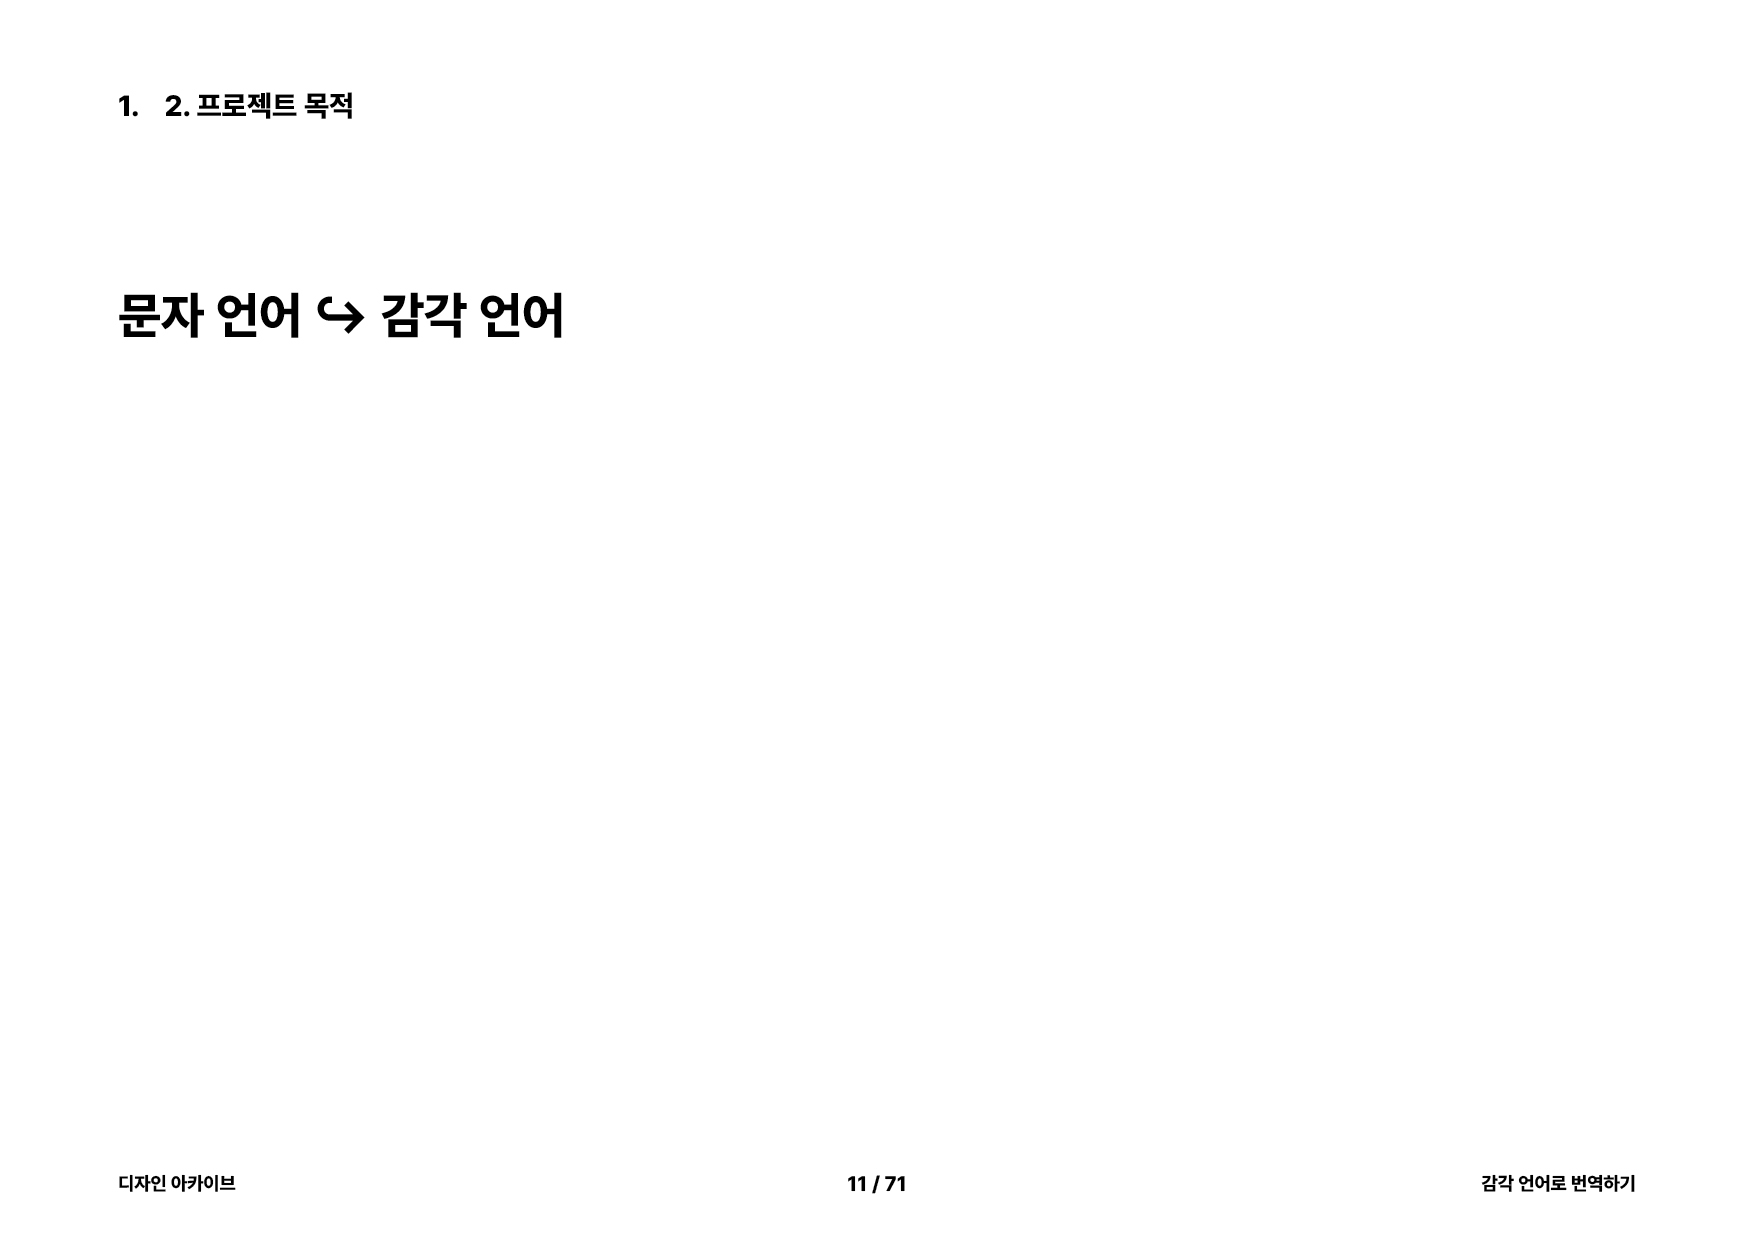 1. 2. 프로젝트 목적
문자 언어 ↪ 감각 언어
디자인 아카이브
11 / 71
감각 언어로 번역하기